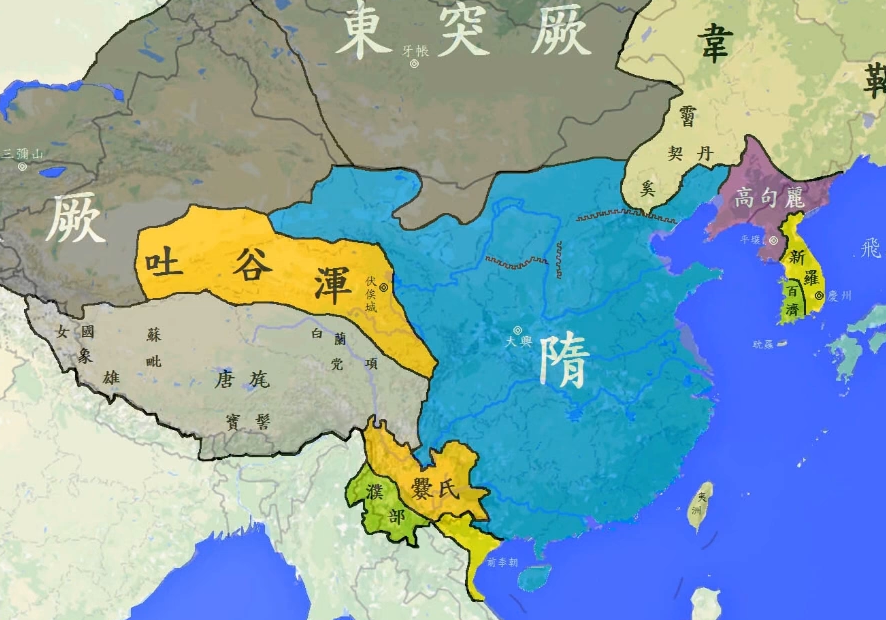 東突厥
牙帳
韋
靺
霫
契丹
奚
三彌山
厥
高句麗
平壤
飛
新羅
百濟
慶州
耽羅
吐谷渾
伏俟城
女國
象雄
蘇毗
白蘭
党項
唐旄
寶髻
大興
隋
爨氏
濮部
前李朝
夷洲